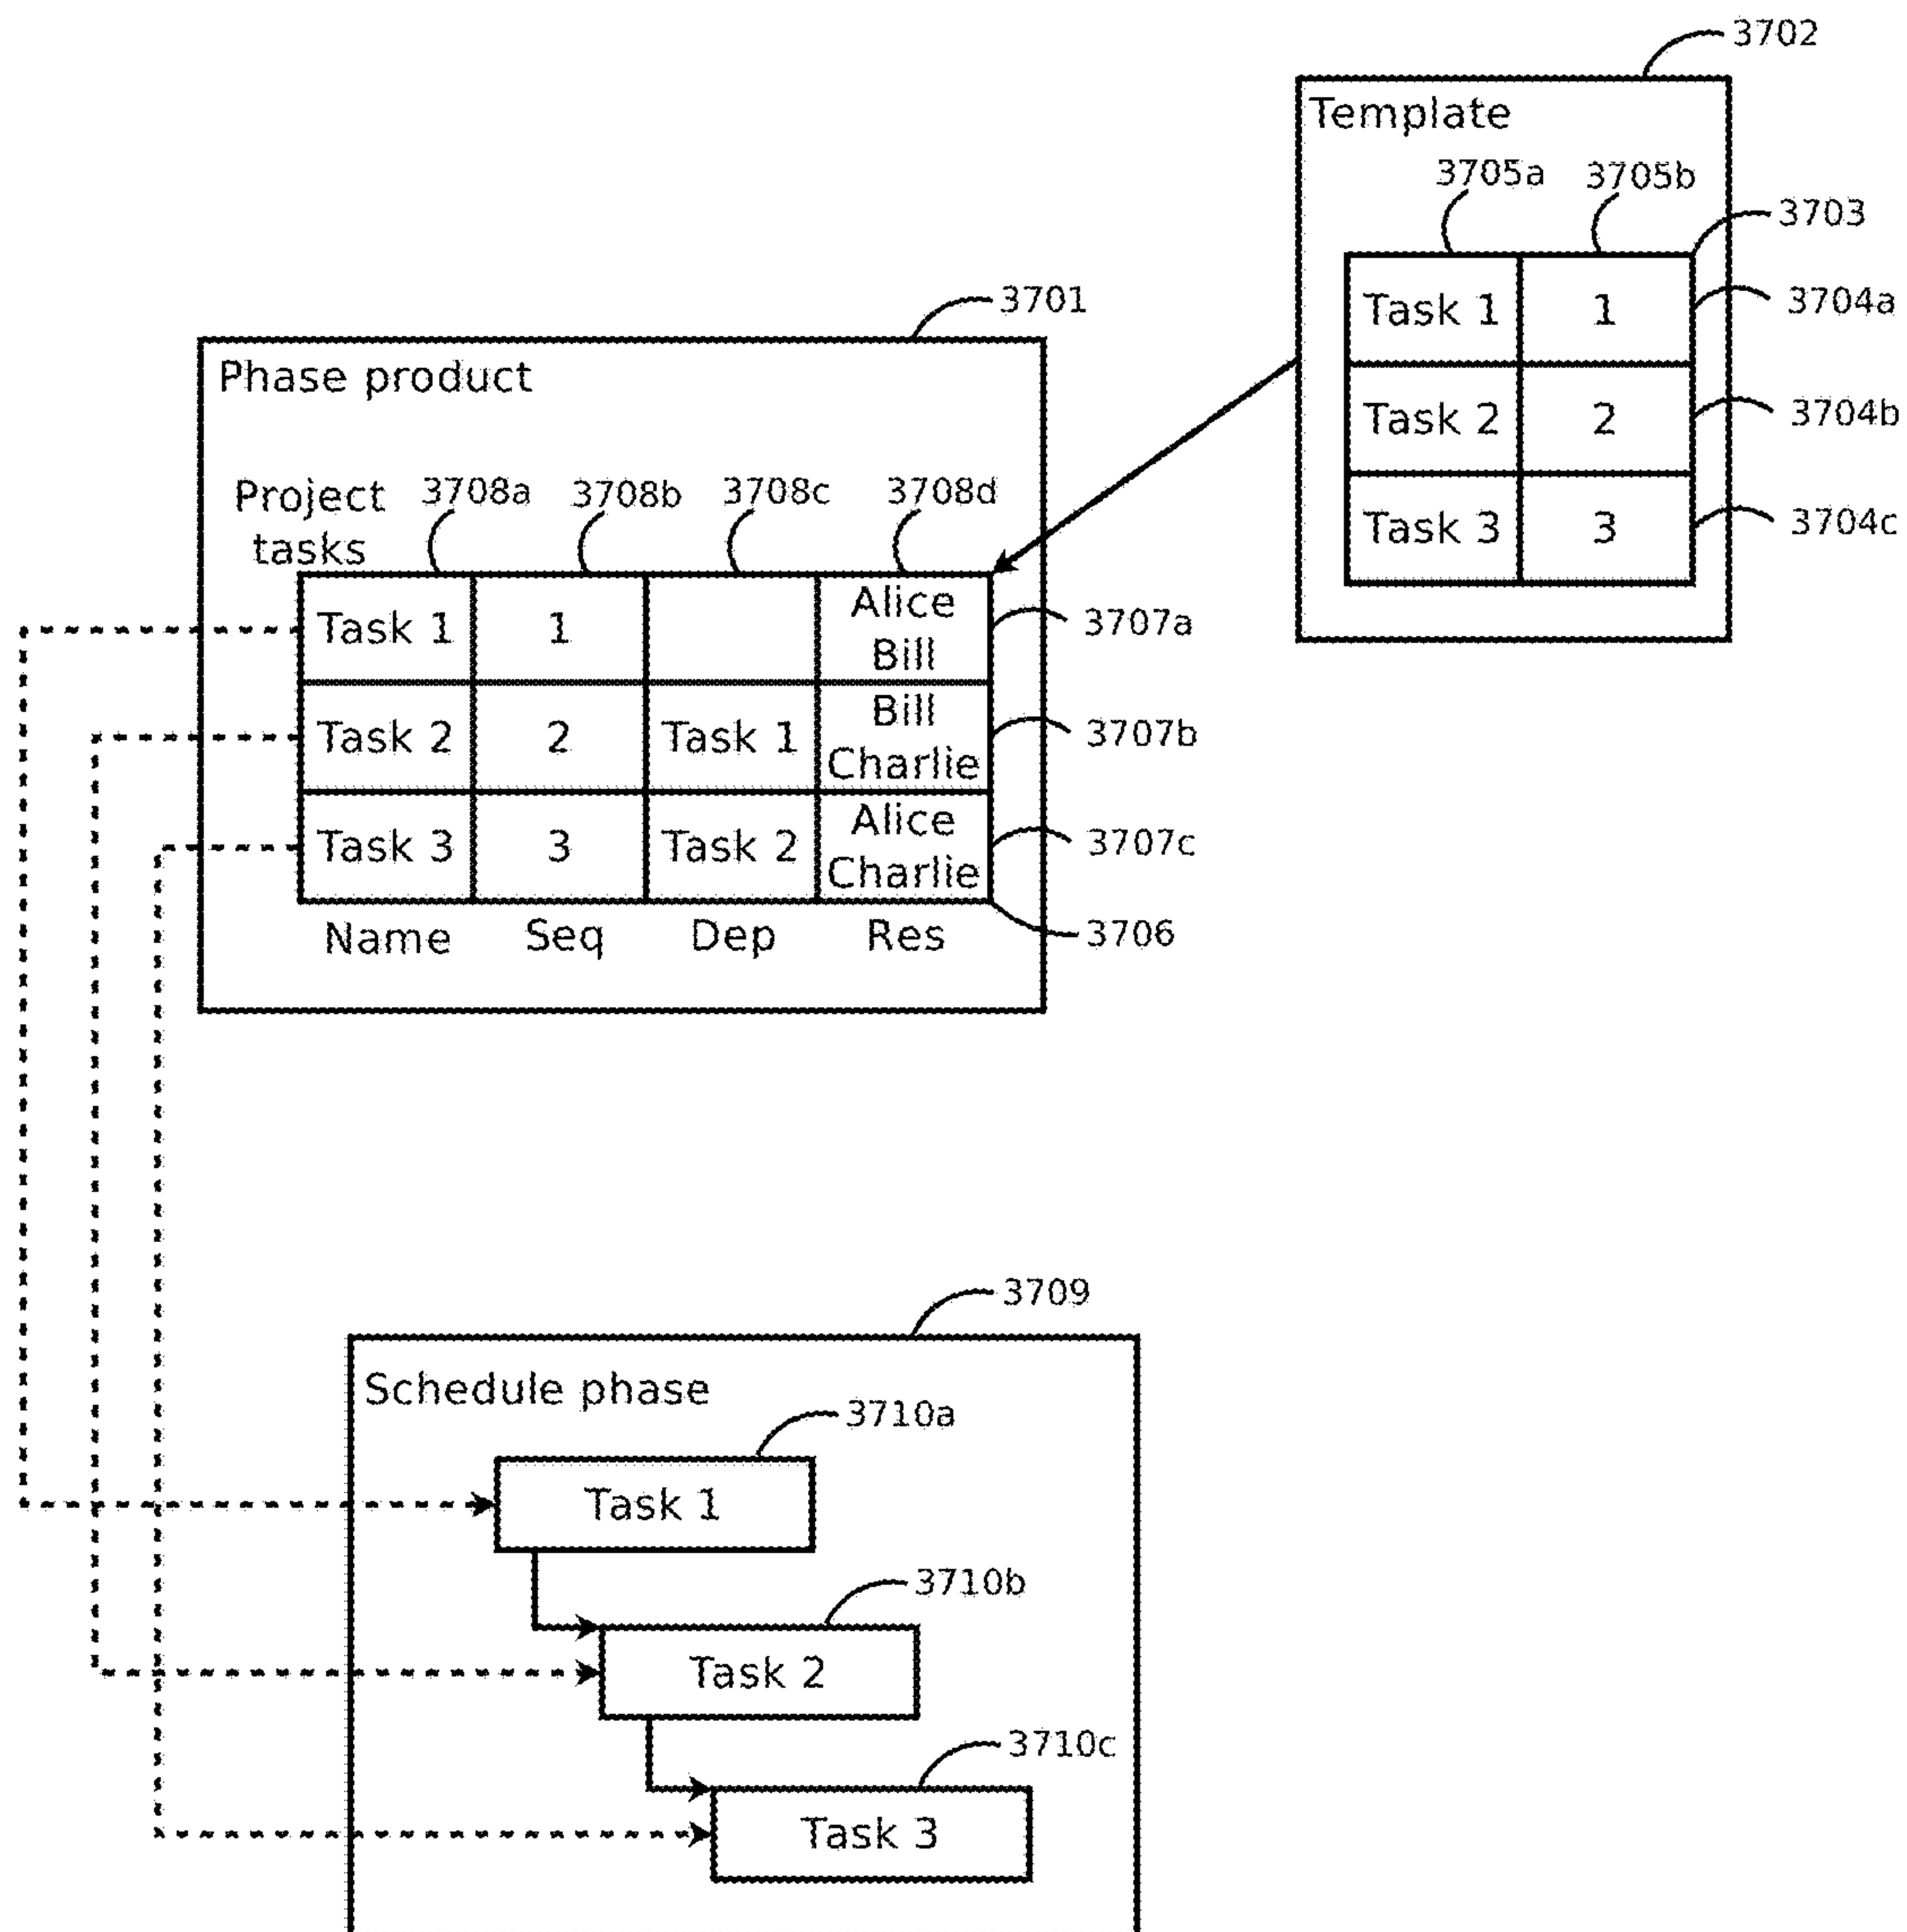 3702
Template
3705a 3705b
3703
Task 1 1 3704a
Task 2 2 3704b
Task 3 3 3704c
3701
Phase product
Project
tasks
3708a 3708b 3708c 3708d
Task 1 1 Alice
Bill
3707a
Task 2 2 Task 1 Bill
Charlie
3707b
Task 3 3 Task 2 Alice
Charlie
3707c
Name Seq Dep Res
3706
3709
Schedule phase
3710a
Task 1
3710b
Task 2
3710c
Task 3